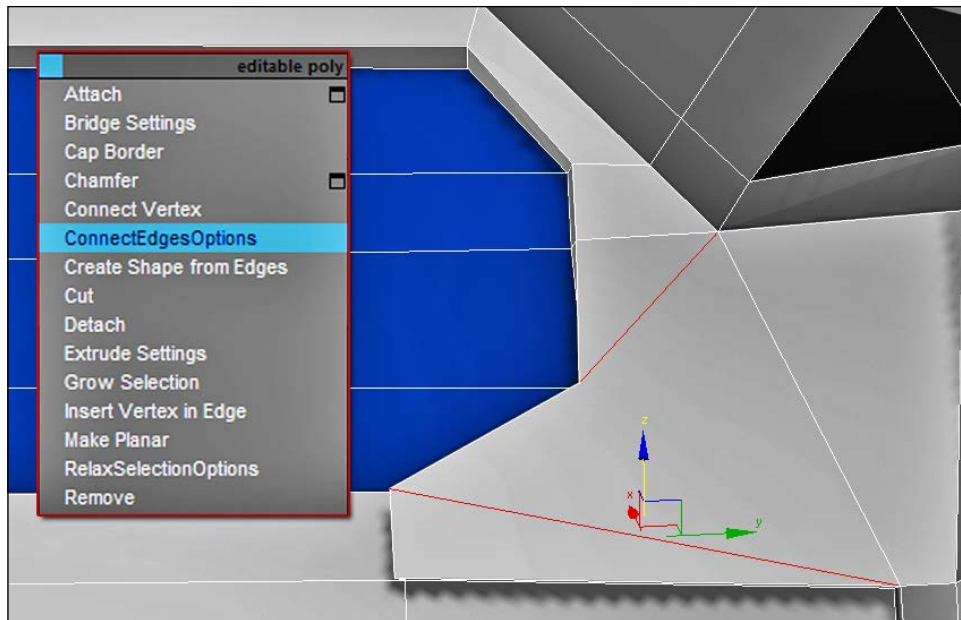 editable poly
Attach
Bridge Settings
Cap Border
Chamfer
Connect Vertex
ConnectEdgesOptions
Create Shape from Edges
Cut
Detach
Extrude Settings
Grow Selection
Insert Vertex in Edge
Make Planar
RelaxSelectionOptions
Remove
z
x
y